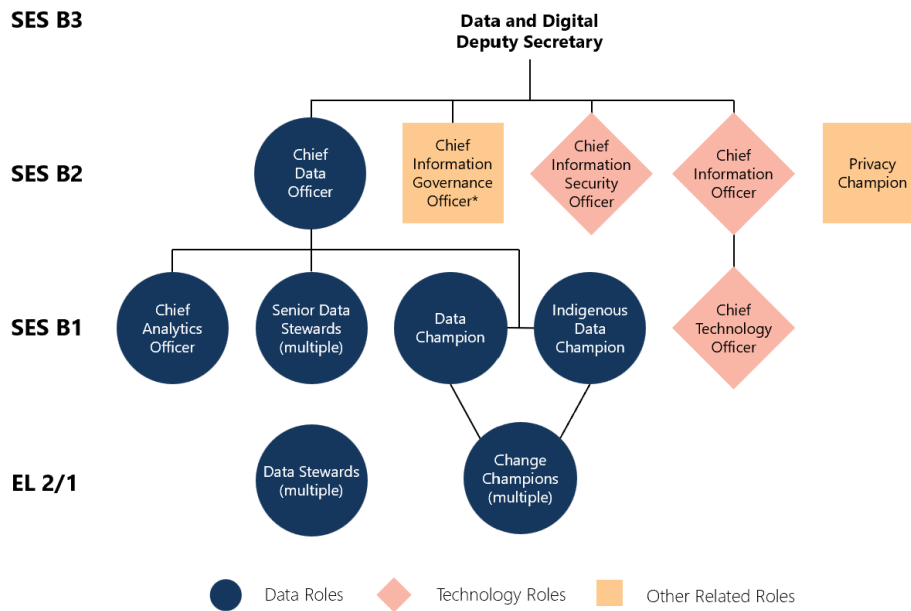 SES B3
Data and Digital
Deputy Secretary
SES B2
Chief
Data
Officer
Chief
Information
Governance
Officer*
Chief
Information
Security
Officer
Chief
Information
Officer
Privacy
Champion
SES B1
Chief
Analytics
Officer
Senior Data
Stewards
(multiple)
Data
Champion
Indigenous
Data
Champion
Chief
Technology
Officer
EL 2/1
Data Stewards
(multiple)
Change
Champions
(multiple)
Data Roles
Technology Roles
Other Related Roles